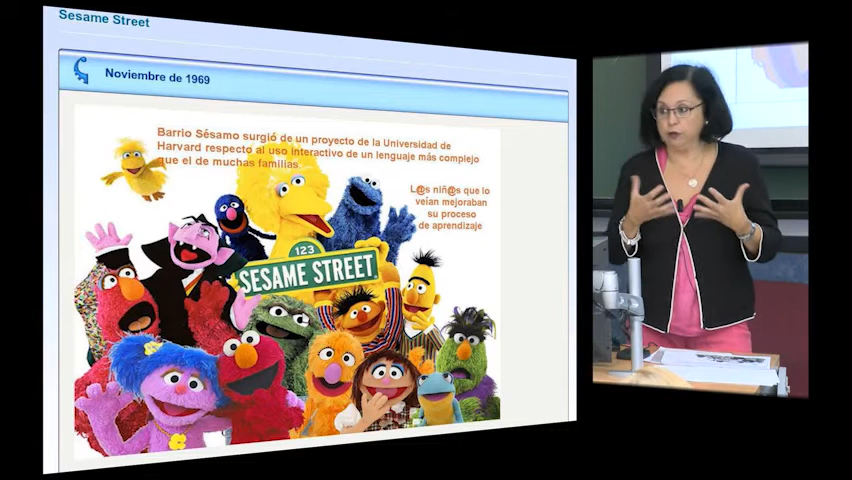 Sesame Street
Noviembre de 1969
Barrio Sésamo surgió de un proyecto de la Universidad de
Harvard respecto al uso interactivo de un lenguaje más complejo
que el de muchas familias.
L@s niñ@s que lo
veían mejoraban
su proceso
de aprendizaje
123
SESAME STREET